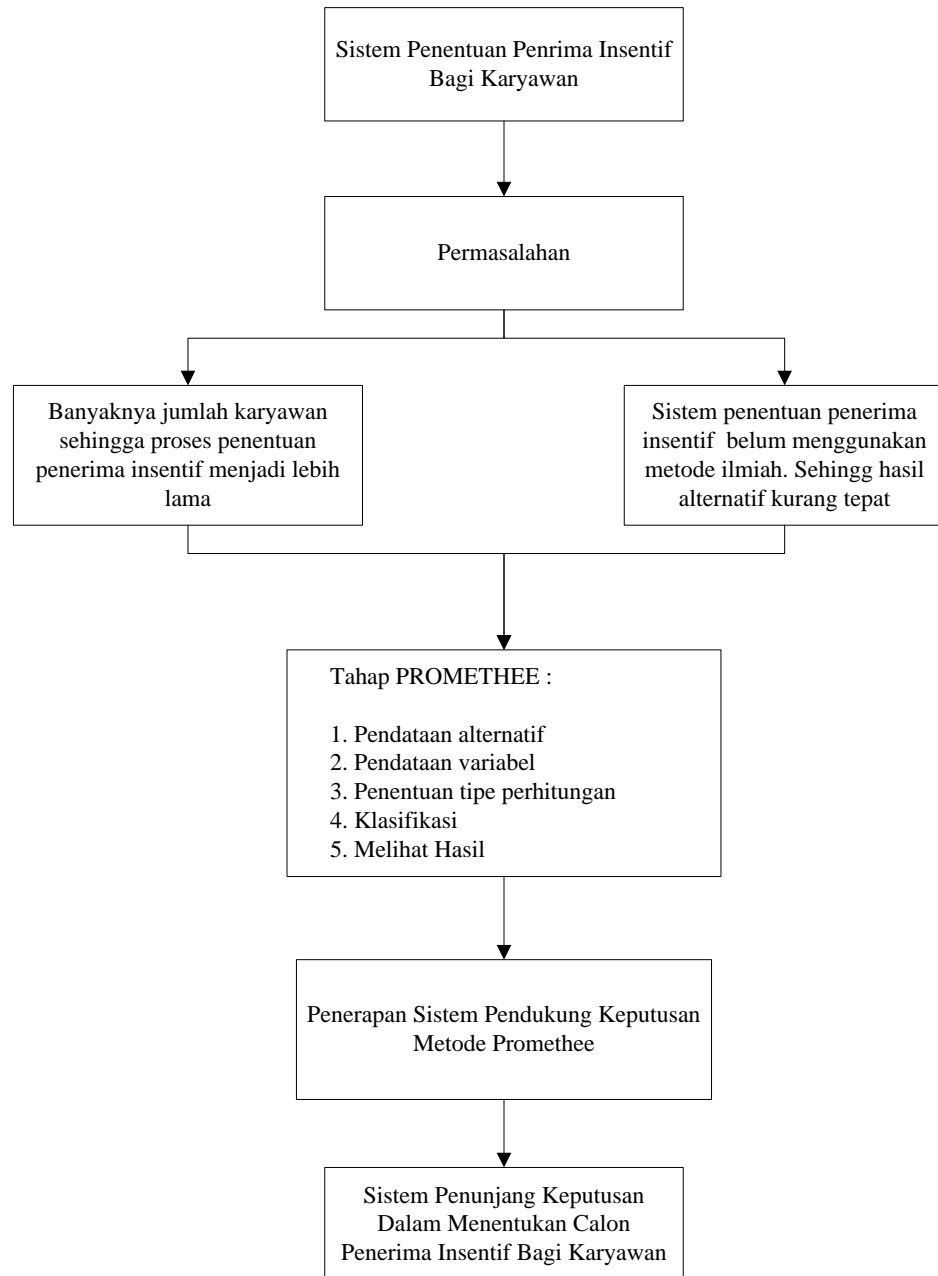 Sistem Penentuan Penrima Insentif
Bagi Karyawan
Permasalahan
Banyaknya jumlah karyawan
sehingga proses penentuan
penerima insentif menjadi lebih
lama
Sistem penentuan penerima
insentif  belum menggunakan
metode ilmiah. Sehingg hasil
alternatif kurang tepat
Tahap PROMETHEE :
1. Pendataan alternatif
2. Pendataan variabel
3. Penentuan tipe perhitungan
4. Klasifikasi
5. Melihat Hasil
Penerapan Sistem Pendukung Keputusan
Metode Promethee
Sistem Penunjang Keputusan
Dalam Menentukan Calon
Penerima Insentif Bagi Karyawan